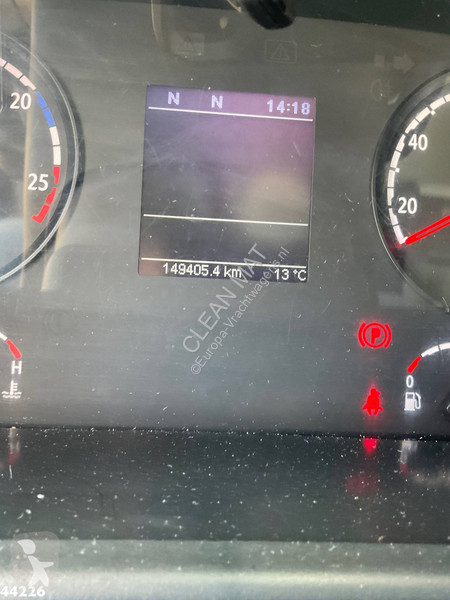 N N 14:18
20
25
40
20
149405.4 km 13 °C
CLEAN MAT
©Europa-Vrachtwagens.nl
P
H
0
44226